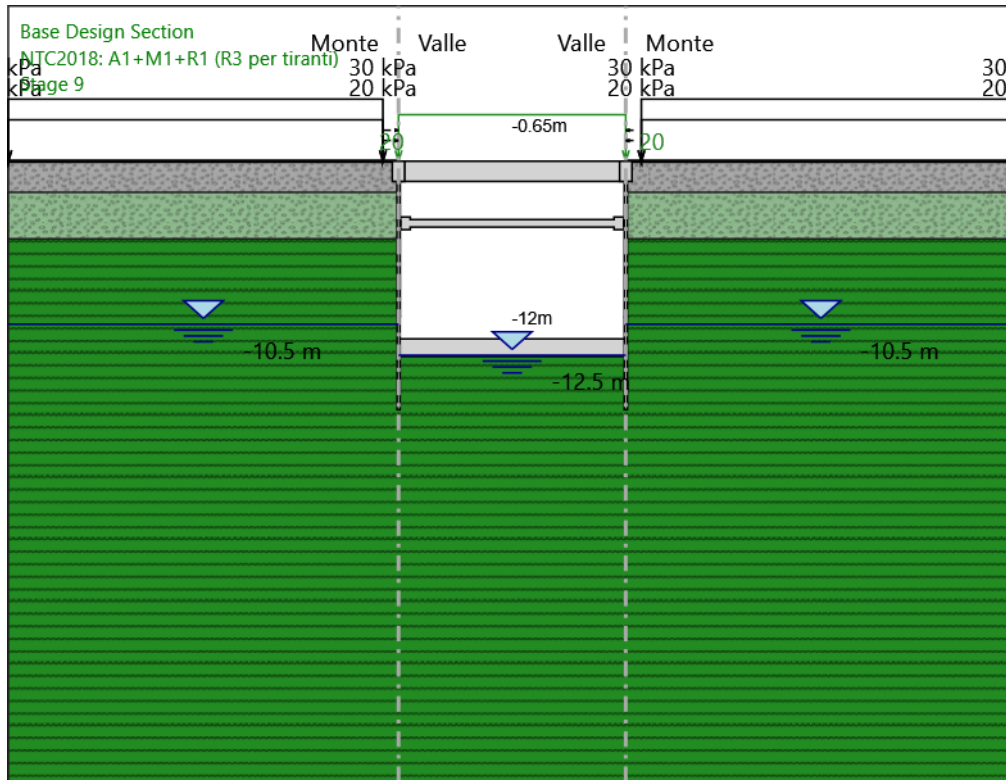 Base Design Section
NTC2018: A1+M1+R1 (R3 per tiranti)
Stage 9
Monte Valle Valle Monte
kPa 30 kPa 30 kPa 30
kPa 20 kPa 20 kPa 20
-0.65m
20 20
-12m
-10.5 m -10.5 m
-12.5 m